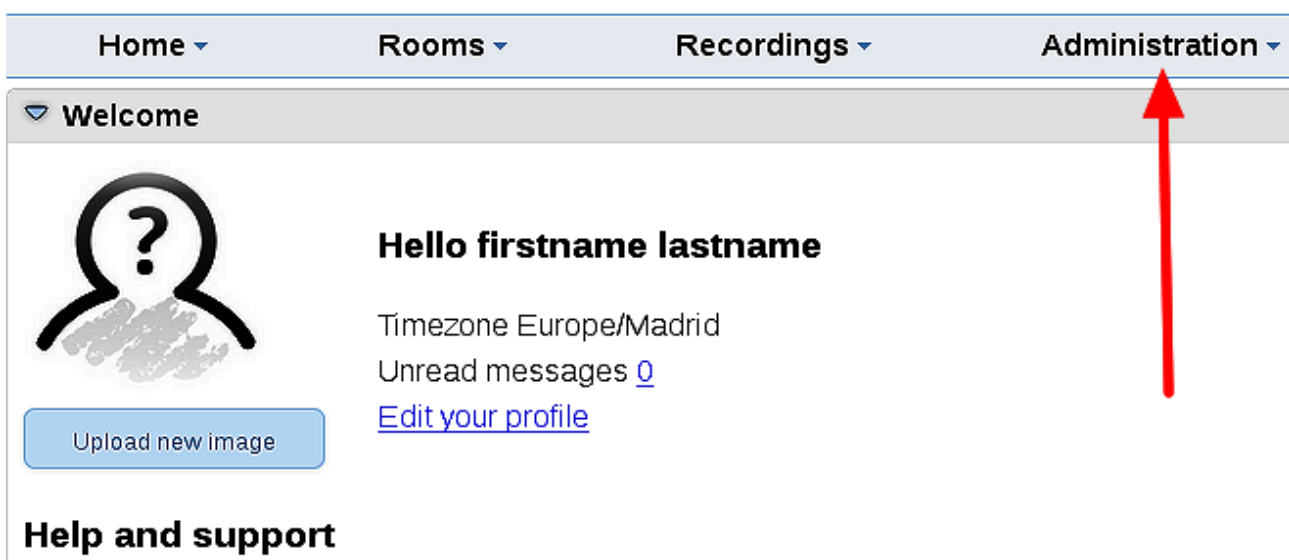 Home Rooms Recordings Administration
Welcome
?
Hello firstname lastname
Timezone Europe/Madrid
Unread messages 0
Edit your profile
Upload new image
Help and support